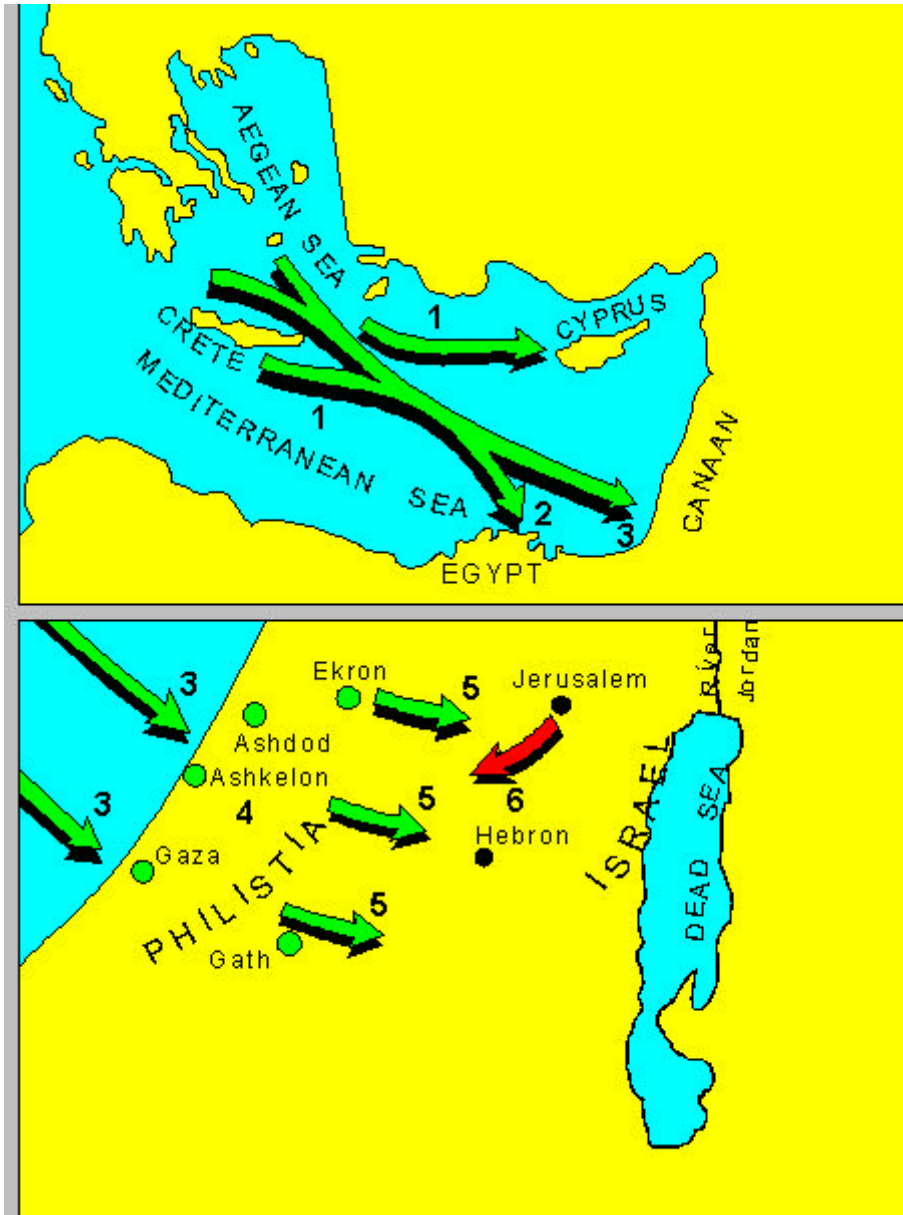 AEGEAN SEA
1
CYPRUS
CRETE
1
MEDITERRANEAN SEA
CANAAN
2
3
EGYPT
River
Jordan
3
Ekron
5
Jerusalem
Ashdod
Ashkelon
3
4
5
6
ISRAEL
DEAD SEA
Gaza
Hebron
PHILISTIA
5
Gath